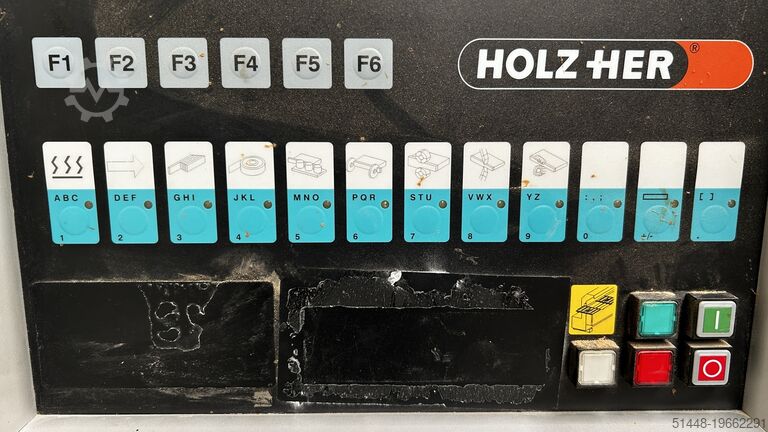 F1 F2 F3 F4 F5 F6
HOLZ-HER®
ABC DEF GHI JKL MNO PQR STU VWX YZ : , ; [ ]
1 2 3 4 5 6 7 8 9 0 +/- .
I
O
51448-19662291